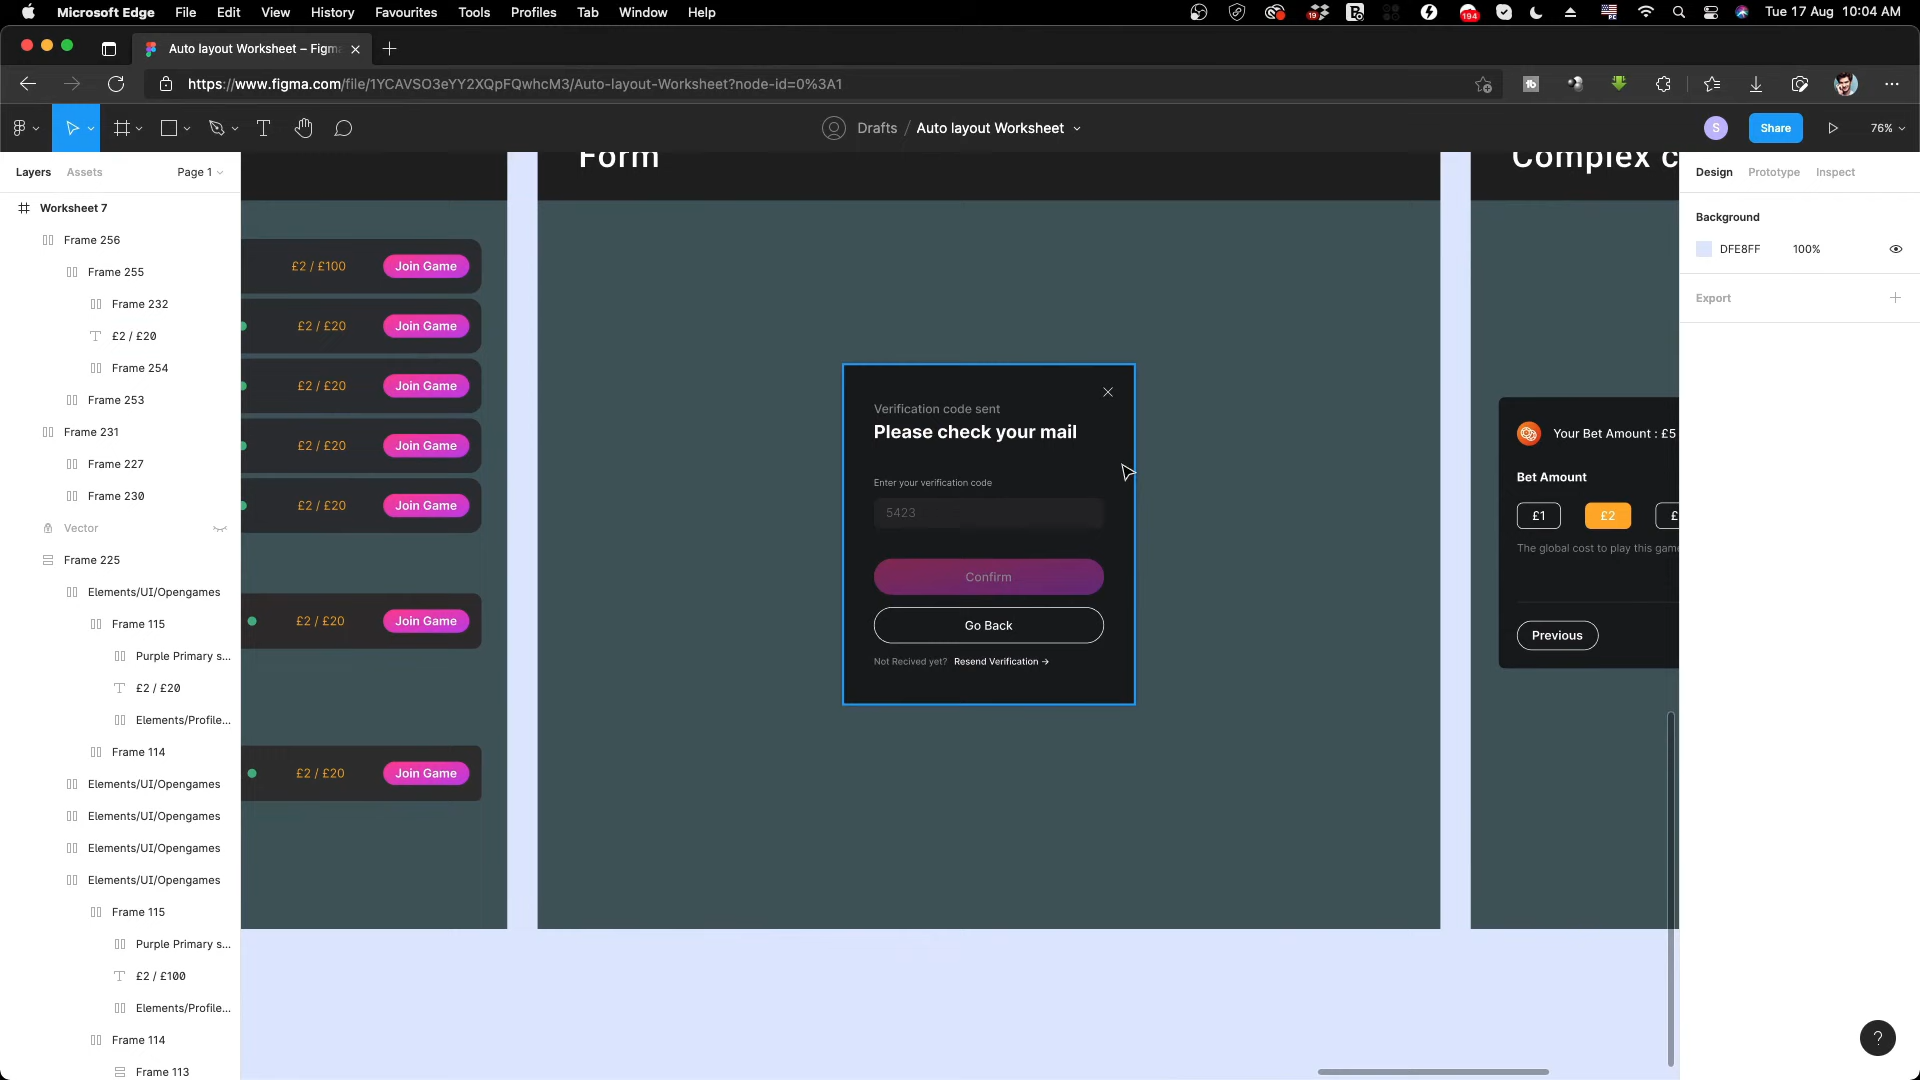 Microsoft Edge File Edit View History Favourites Tools Profiles Tab Window Help 19 194 Tue 17 Aug 10:04 AM
Auto layout Worksheet – Figma
https://www.figma.com/file/1YCAVSO3eYY2XQpFQwhcM3/Auto-layout-Worksheet?node-id=0%3A1
Drafts / Auto layout Worksheet S Share 76%
Layers Assets Page 1
Worksheet 7
Frame 256
Frame 255
Frame 232
£2 / £20
Frame 254
Frame 253
Frame 231
Frame 227
Frame 230
Vector
Frame 225
Elements/UI/Opengames
Frame 115
Purple Primary s...
£2 / £20
Elements/Profile...
Frame 114
Elements/UI/Opengames
Elements/UI/Opengames
Elements/UI/Opengames
Elements/UI/Opengames
Frame 115
Purple Primary s...
£2 / £100
Elements/Profile...
Frame 114
Frame 113
£2 / £100 Join Game
£2 / £20 Join Game
£2 / £20 Join Game
£2 / £20 Join Game
£2 / £20 Join Game
£2 / £20 Join Game
£2 / £20 Join Game
Form
Verification code sent
Please check your mail
Enter your verification code
5423
Confirm
Go Back
Not Recived yet? Resend Verification →
Complex c
Your Bet Amount : £5
Bet Amount
£1 £2 £
The global cost to play this game
Previous
Design Prototype Inspect
Background
DFE8FF 100%
Export
?